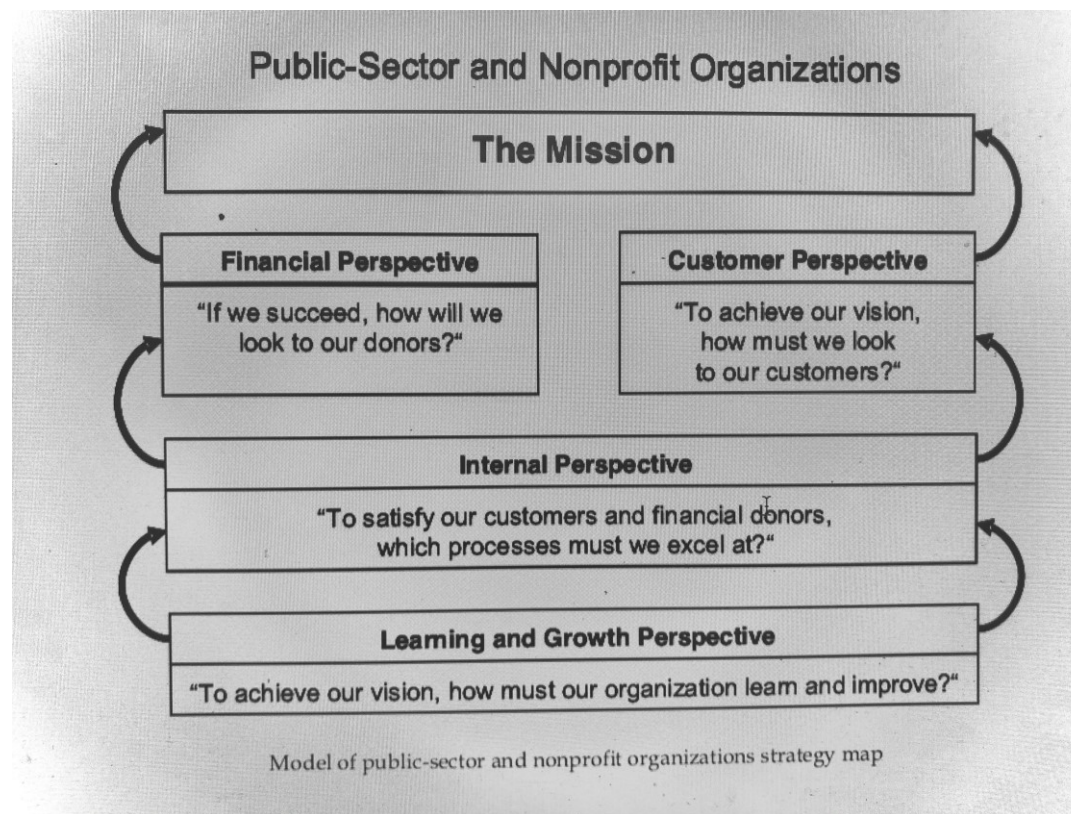 Public-Sector and Nonprofit Organizations
The Mission
Financial Perspective
“If we succeed, how will we
look to our donors?“
Customer Perspective
“To achieve our vision,
how must we look
to our customers?“
Internal Perspective
“To satisfy our customers and financial donors,
which processes must we excel at?“
Learning and Growth Perspective
“To achieve our vision, how must our organization learn and improve?“
Model of public-sector and nonprofit organizations strategy map